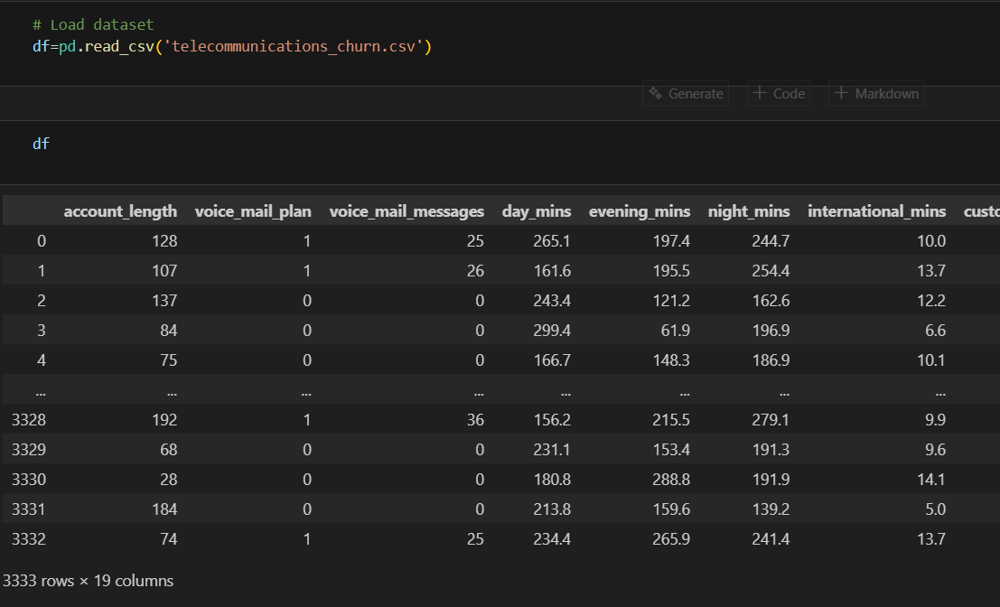 # Load dataset
df=pd.read_csv('telecommunications_churn.csv')
Generate + Code + Markdown
df
account_length voice_mail_plan voice_mail_messages day_mins evening_mins night_mins international_mins custo
0 128 1 25 265.1 197.4 244.7 10.0
1 107 1 26 161.6 195.5 254.4 13.7
2 137 0 0 243.4 121.2 162.6 12.2
3 84 0 0 299.4 61.9 196.9 6.6
4 75 0 0 166.7 148.3 186.9 10.1
... ... ... ... ... ... ... ...
3328 192 1 36 156.2 215.5 279.1 9.9
3329 68 0 0 231.1 153.4 191.3 9.6
3330 28 0 0 180.8 288.8 191.9 14.1
3331 184 0 0 213.8 159.6 139.2 5.0
3332 74 1 25 234.4 265.9 241.4 13.7
3333 rows × 19 columns